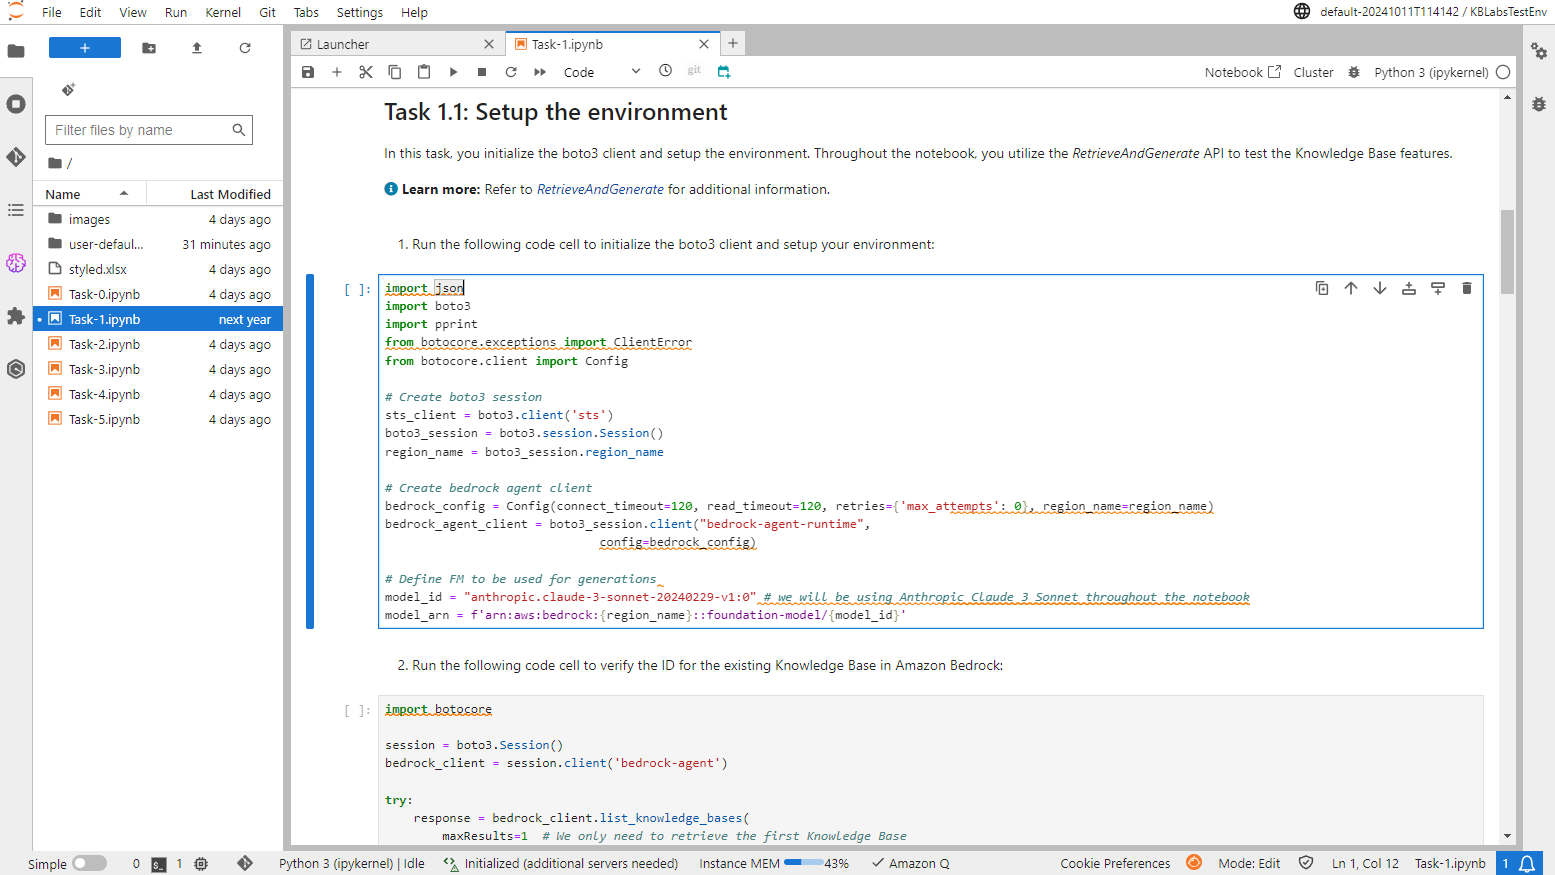 File Edit View Run Kernel Git Tabs Settings Help
default-20241011T114142 / KBLabsTestEnv
Launcher
Task-1.ipynb
Code
git
Notebook
Cluster
Python 3 (ipykernel)
Filter files by name
/
Name Last Modified
images 4 days ago
user-defaul... 31 minutes ago
styled.xlsx 4 days ago
Task-0.ipynb 4 days ago
Task-1.ipynb next year
Task-2.ipynb 4 days ago
Task-3.ipynb 4 days ago
Task-4.ipynb 4 days ago
Task-5.ipynb 4 days ago
Task 1.1: Setup the environment
In this task, you initialize the boto3 client and setup the environment. Throughout the notebook, you utilize the RetrieveAndGenerate API to test the Knowledge Base features.
Learn more: Refer to RetrieveAndGenerate for additional information.
1. Run the following code cell to initialize the boto3 client and setup your environment:
[ ]:
import json
import boto3
import pprint
from botocore.exceptions import ClientError
from botocore.client import Config
# Create boto3 session
sts_client = boto3.client('sts')
boto3_session = boto3.session.Session()
region_name = boto3_session.region_name
# Create bedrock agent client
bedrock_config = Config(connect_timeout=120, read_timeout=120, retries={'max_attempts': 0}, region_name=region_name)
bedrock_agent_client = boto3_session.client("bedrock-agent-runtime",
config=bedrock_config)
# Define FM to be used for generations
model_id = "anthropic.claude-3-sonnet-20240229-v1:0" # we will be using Anthropic Claude 3 Sonnet throughout the notebook
model_arn = f'arn:aws:bedrock:{region_name}::foundation-model/{model_id}'
2. Run the following code cell to verify the ID for the existing Knowledge Base in Amazon Bedrock:
[ ]:
import botocore
session = boto3.Session()
bedrock_client = session.client('bedrock-agent')
try:
response = bedrock_client.list_knowledge_bases(
maxResults=1 # We only need to retrieve the first Knowledge Base
Simple 0 $_ 1 Python 3 (ipykernel) | Idle Initialized (additional servers needed) Instance MEM 43% Amazon Q Cookie Preferences Mode: Edit Ln 1, Col 12 Task-1.ipynb 1